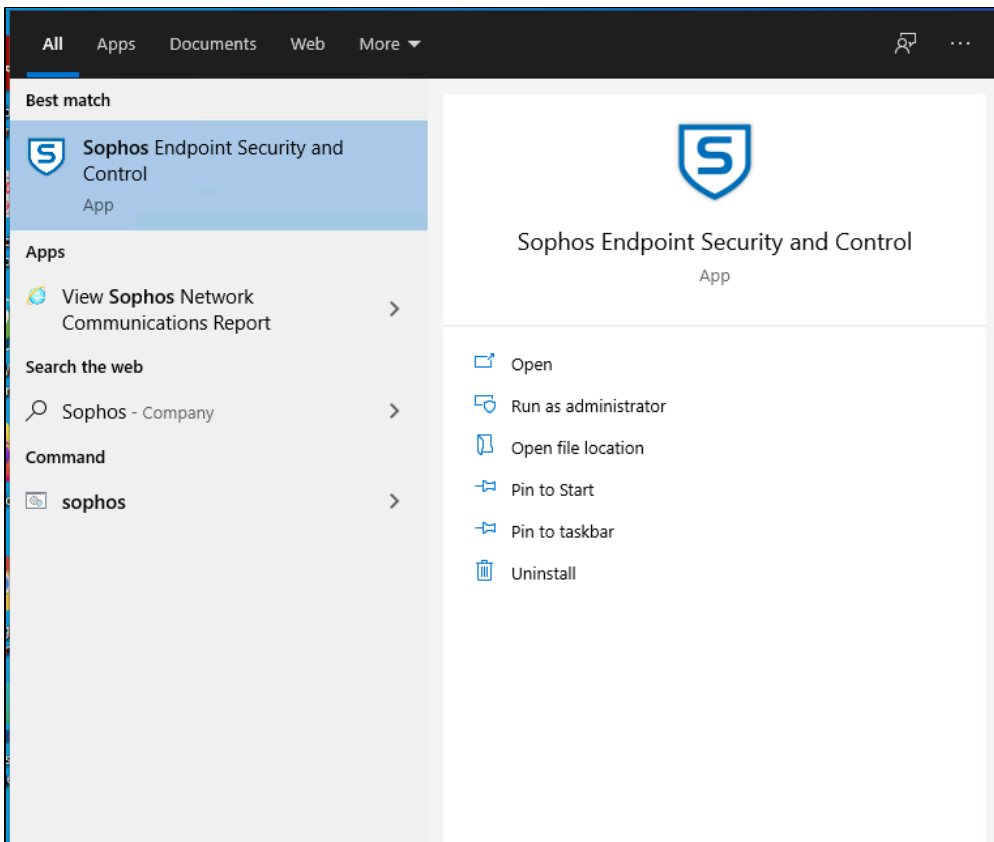 All Apps Documents Web More
Best match
Sophos Endpoint Security and
Control
App
Apps
View Sophos Network
Communications Report
Search the web
Sophos - Company
Command
sophos
S
Sophos Endpoint Security and Control
App
Open
Run as administrator
Open file location
Pin to Start
Pin to taskbar
Uninstall